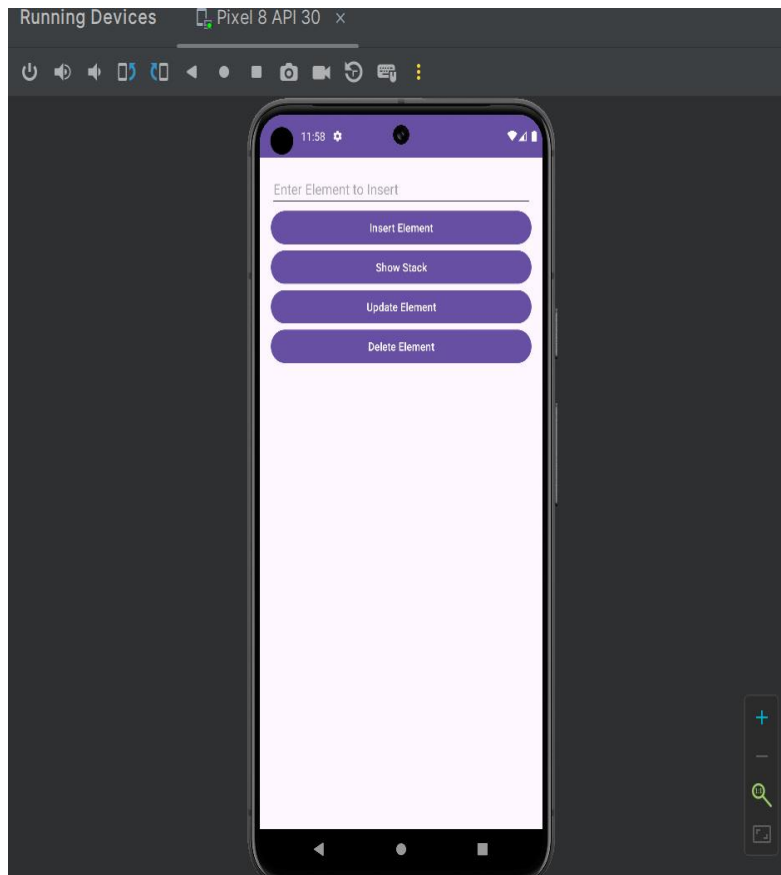 Running Devices Pixel 8 API 30
11:58
Enter Element to Insert
Insert Element
Show Stack
Update Element
Delete Element